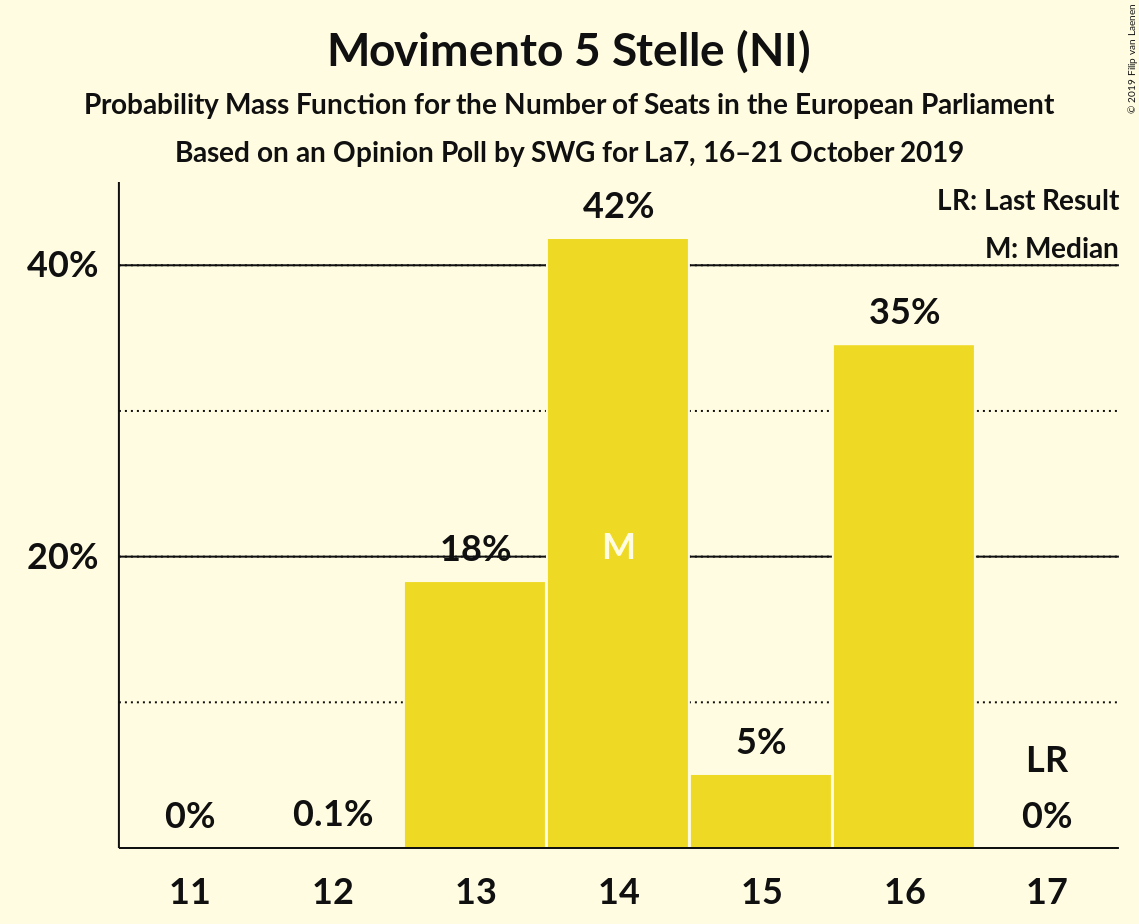 Movimento 5 Stelle (NI)
Probability Mass Function for the Number of Seats in the European Parliament
Based on an Opinion Poll by SWG for La7, 16–21 October 2019
© 2019 Filip van Laenen
LR: Last Result
M: Median
42%
40%
35%
18%
M
20%
5%
LR
0%
0.1%
0%
11 12 13 14 15 16 17